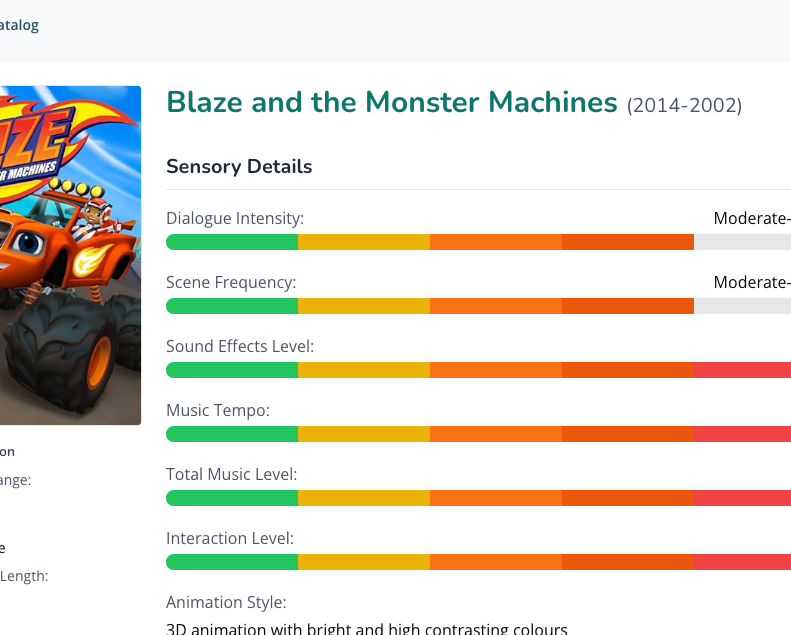 atalog
Blaze and the Monster Machines (2014-2002)
Sensory Details
Dialogue Intensity: Moderate-
Scene Frequency: Moderate-
Sound Effects Level:
Music Tempo:
Total Music Level:
Interaction Level:
Animation Style:
3D animation with bright and high contrasting colours
ZE
R MACHINES
on
ange:
e
Length: